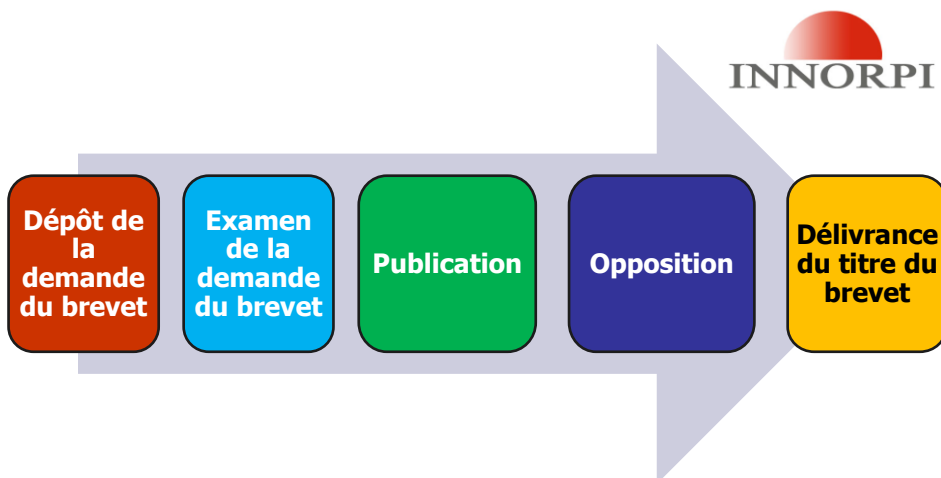 INNORPI
Dépôt de
la
demande
du brevet
Examen
de la
demande
du brevet
Publication
Opposition
Délivrance
du titre du
brevet